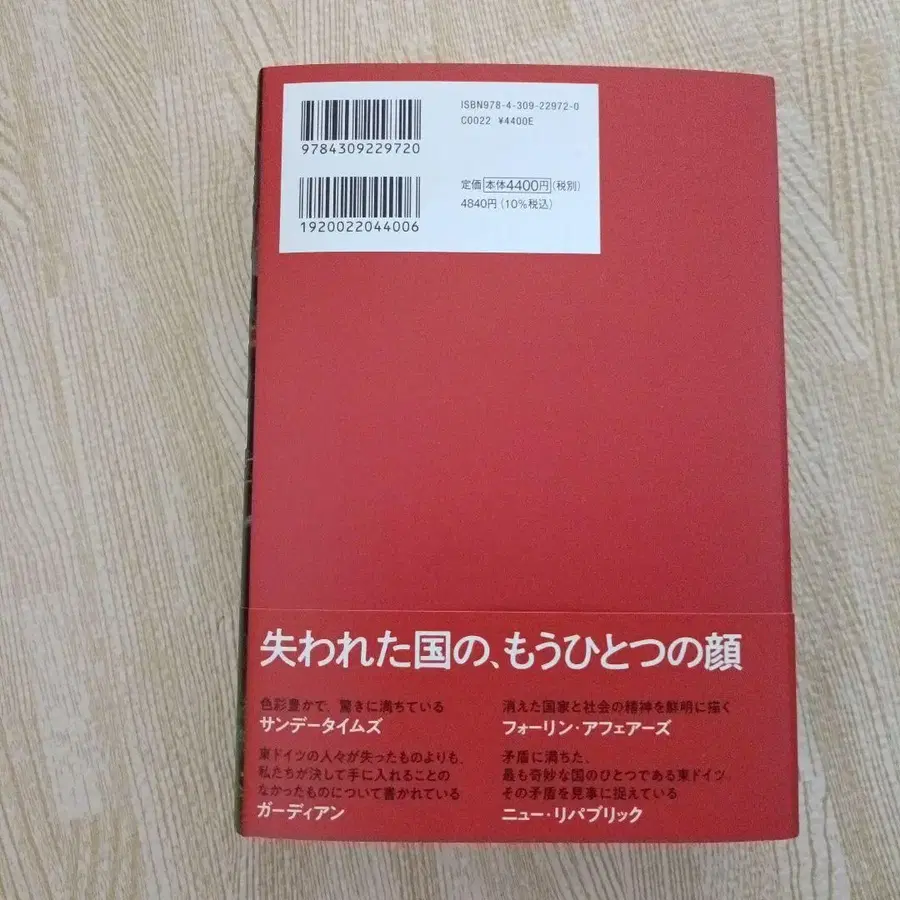 9784309229720
ISBN978-4-309-22972-0
C0022 ¥4400E
1920022044006
定価 本体4400円(税別)
4840円(10%税込)
失われた国の、もうひとつの顔
色彩豊かで、驚きに満ちている
サンデータイムズ
東ドイツの人々が失ったものよりも、
私たちが決して手に入れることの
なかったものについて書かれている
ガーディアン
消えた国家と社会の精神を鮮明に描く
フォーリン・アフェアーズ
矛盾に満ちた、
最も奇妙な国のひとつである東ドイツ。
その矛盾を見事に捉えている
ニュー・リパブリック